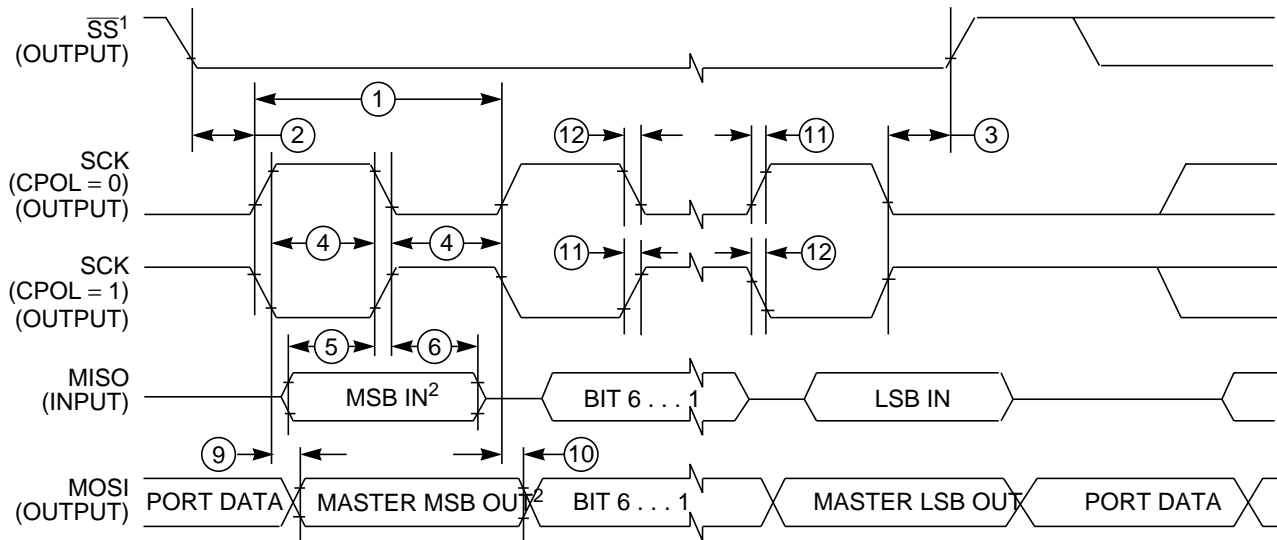 SS¹
(OUTPUT)
1
2
12
11
3
SCK
(CPOL = 0)
(OUTPUT)
4
4
11
12
SCK
(CPOL = 1)
(OUTPUT)
5
6
MISO
(INPUT)
MSB IN²
BIT 6 . . . 1
LSB IN
9
10
MOSI
(OUTPUT)
PORT DATA
MASTER MSB OUT²
BIT 6 . . . 1
MASTER LSB OUT
PORT DATA